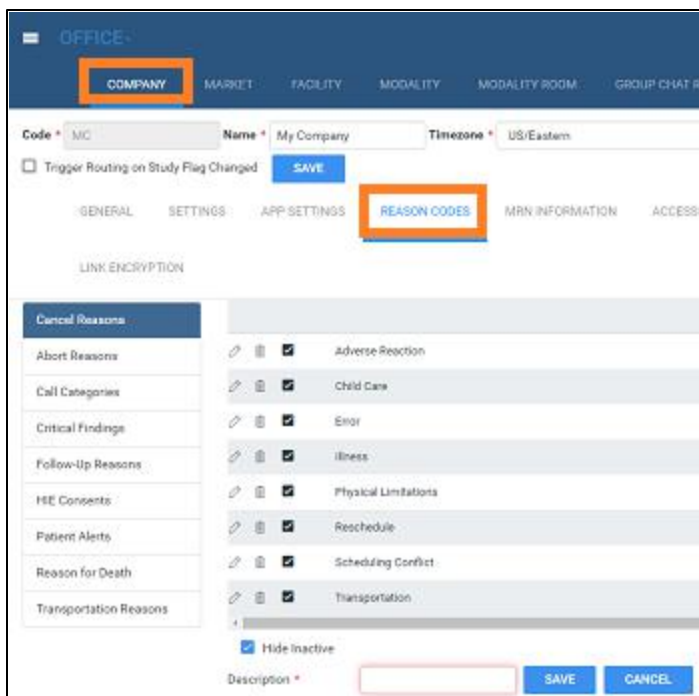 OFFICE-
COMPANY MARKET FACILITY MODALITY MODALITY ROOM GROUP CHAT R
Code * MC Name * My Company Timezone * US/Eastern
Trigger Routing on Study Flag Changed SAVE
GENERAL SETTINGS APP SETTINGS REASON CODES MRN INFORMATION ACCESS
LINK ENCRYPTION
Cancel Reasons
Abort Reasons
Call Categories
Critical Findings
Follow-Up Reasons
HIE Consents
Patient Alerts
Reason for Death
Transportation Reasons
Adverse Reaction
Child Care
Error
Illness
Physical Limitations
Reschedule
Scheduling Conflict
Transportation
Hide Inactive
Description * SAVE CANCEL